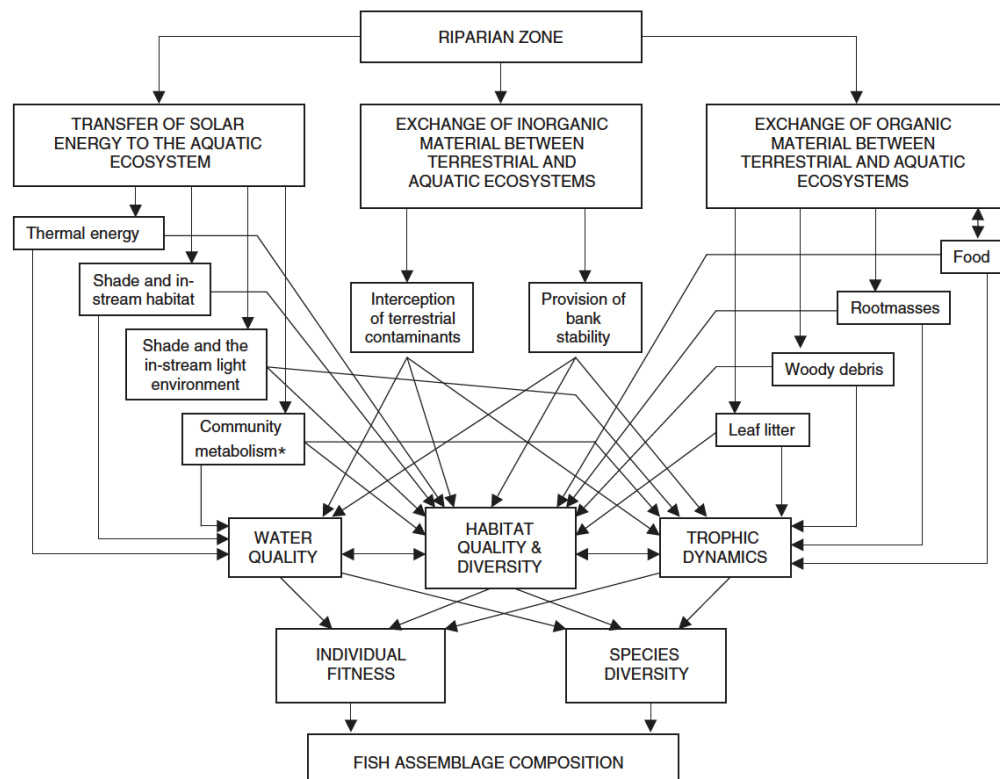 RIPARIAN ZONE
TRANSFER OF SOLAR
ENERGY TO THE AQUATIC
ECOSYSTEM
EXCHANGE OF INORGANIC
MATERIAL BETWEEN
TERRESTRIAL AND
AQUATIC ECOSYSTEMS
EXCHANGE OF ORGANIC
MATERIAL BETWEEN
TERRESTRIAL AND AQUATIC
ECOSYSTEMS
Thermal energy
Food
Shade and in-
stream habitat
Interception
of terrestrial
contaminants
Provision of
bank
stability
Rootmasses
Shade and the
in-stream light
environment
Woody debris
Community
metabolism*
Leaf litter
WATER
QUALITY
HABITAT
QUALITY &
DIVERSITY
TROPHIC
DYNAMICS
INDIVIDUAL
FITNESS
SPECIES
DIVERSITY
FISH ASSEMBLAGE COMPOSITION